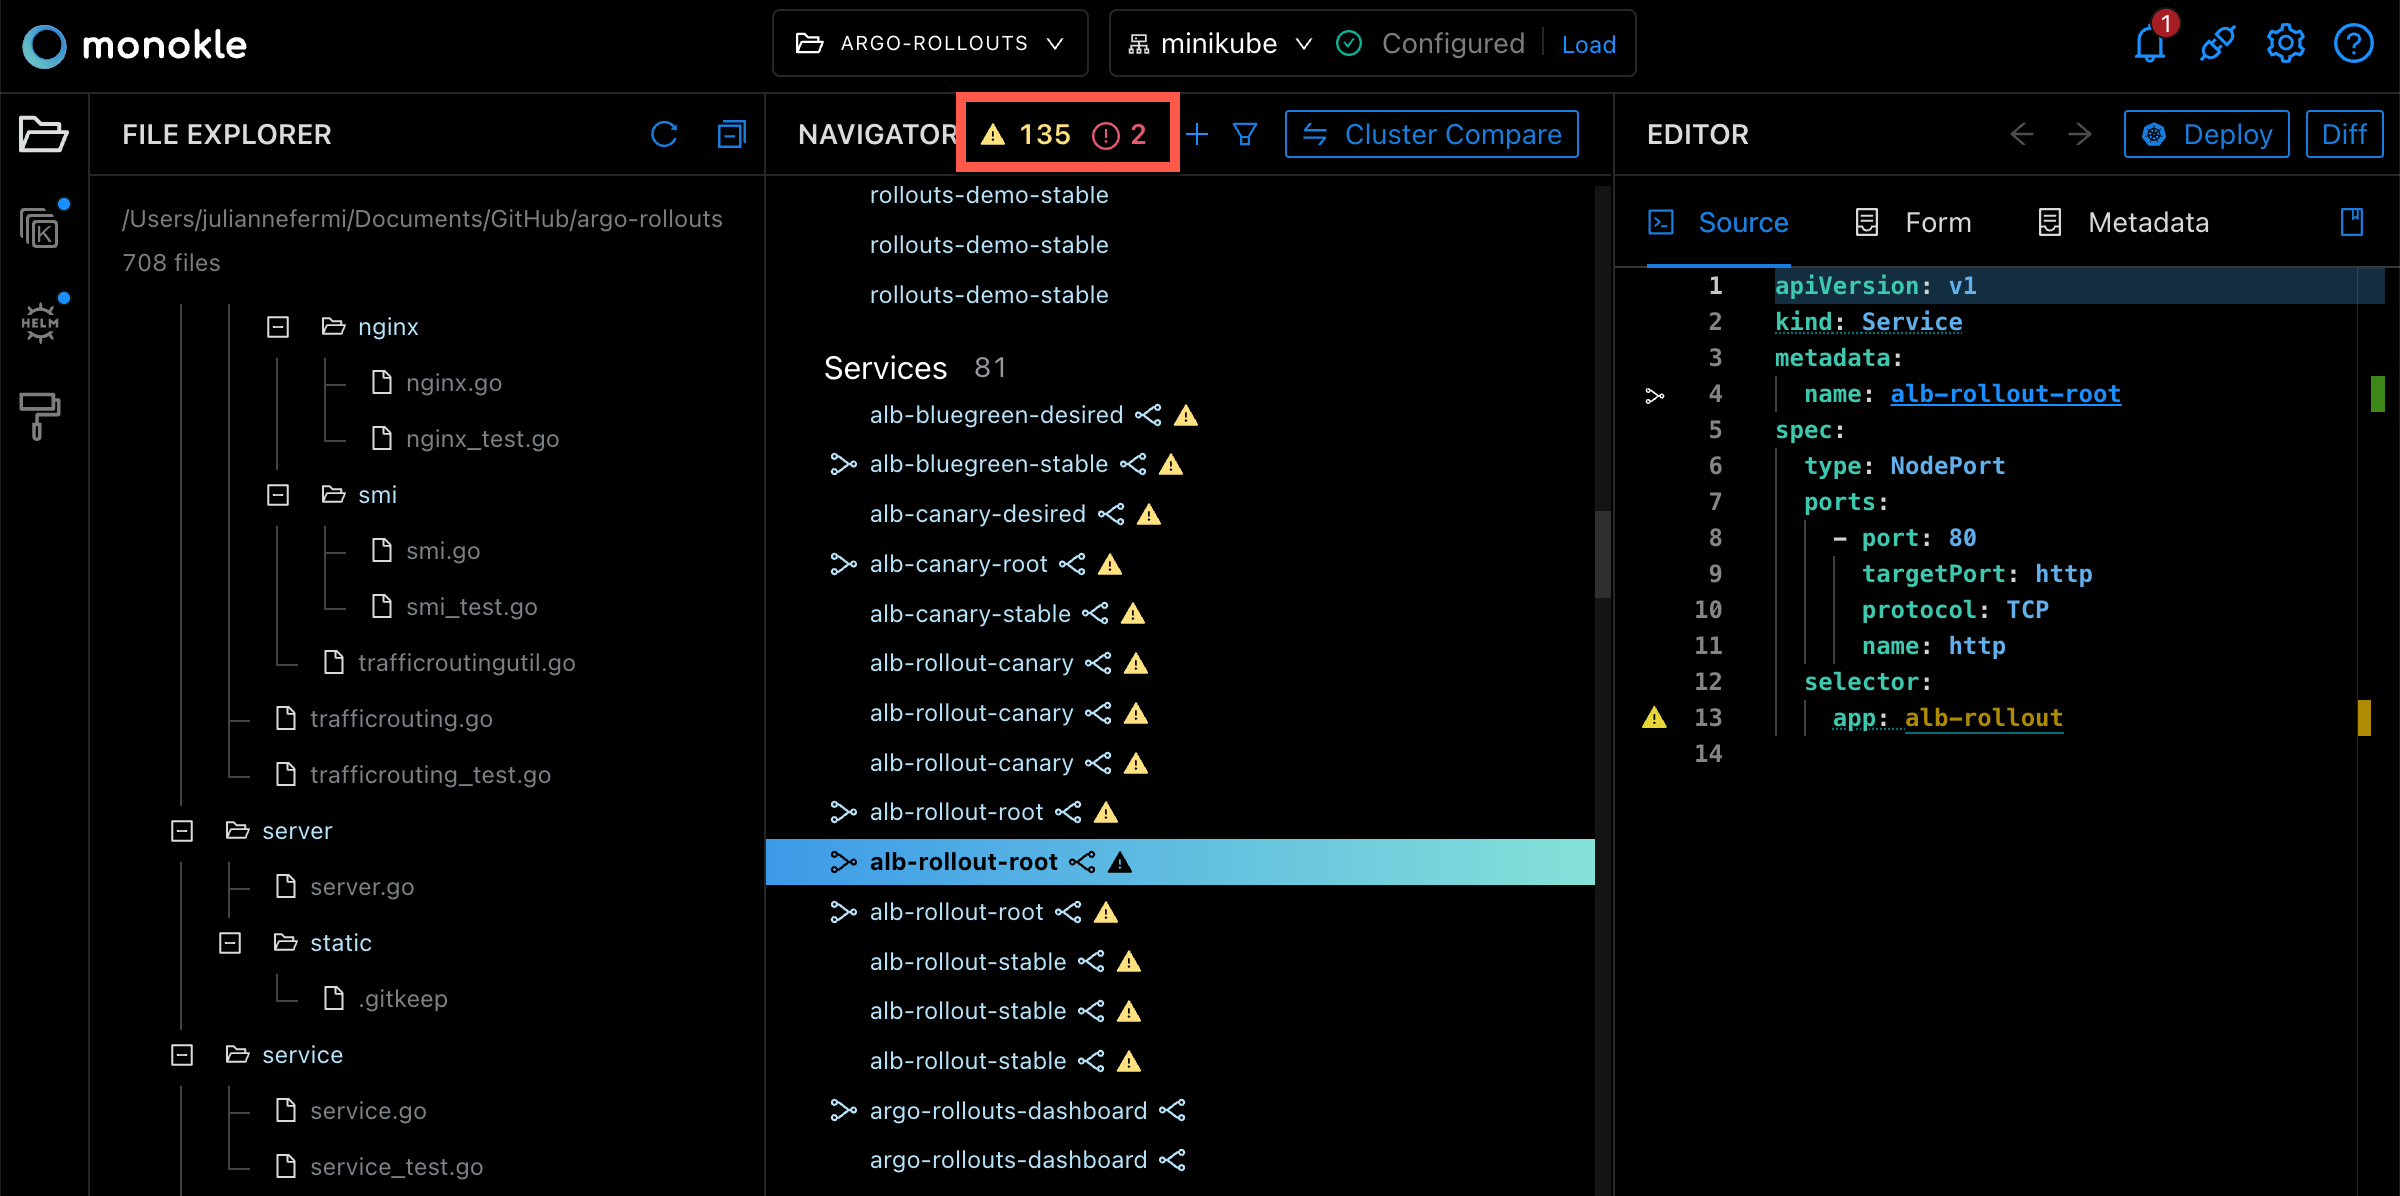 monokle
ARGO-ROLLOUTS
minikube Configured Load
1
FILE EXPLORER
/Users/juliannefermi/Documents/GitHub/argo-rollouts
708 files
nginx
nginx.go
nginx_test.go
smi
smi.go
smi_test.go
trafficroutingutil.go
trafficrouting.go
trafficrouting_test.go
server
server.go
static
.gitkeep
service
service.go
service_test.go
K
HELM
NAVIGATOR 135 2 Cluster Compare
rollouts-demo-stable
rollouts-demo-stable
rollouts-demo-stable
Services 81
alb-bluegreen-desired
alb-bluegreen-stable
alb-canary-desired
alb-canary-root
alb-canary-stable
alb-rollout-canary
alb-rollout-canary
alb-rollout-canary
alb-rollout-root
alb-rollout-root
alb-rollout-root
alb-rollout-stable
alb-rollout-stable
alb-rollout-stable
argo-rollouts-dashboard
argo-rollouts-dashboard
EDITOR Deploy Diff
Source Form Metadata
1 apiVersion: v1
2 kind: Service
3 metadata:
4 name: alb-rollout-root
5 spec:
6 type: NodePort
7 ports:
8 - port: 80
9 targetPort: http
10 protocol: TCP
11 name: http
12 selector:
13 app: alb-rollout
14